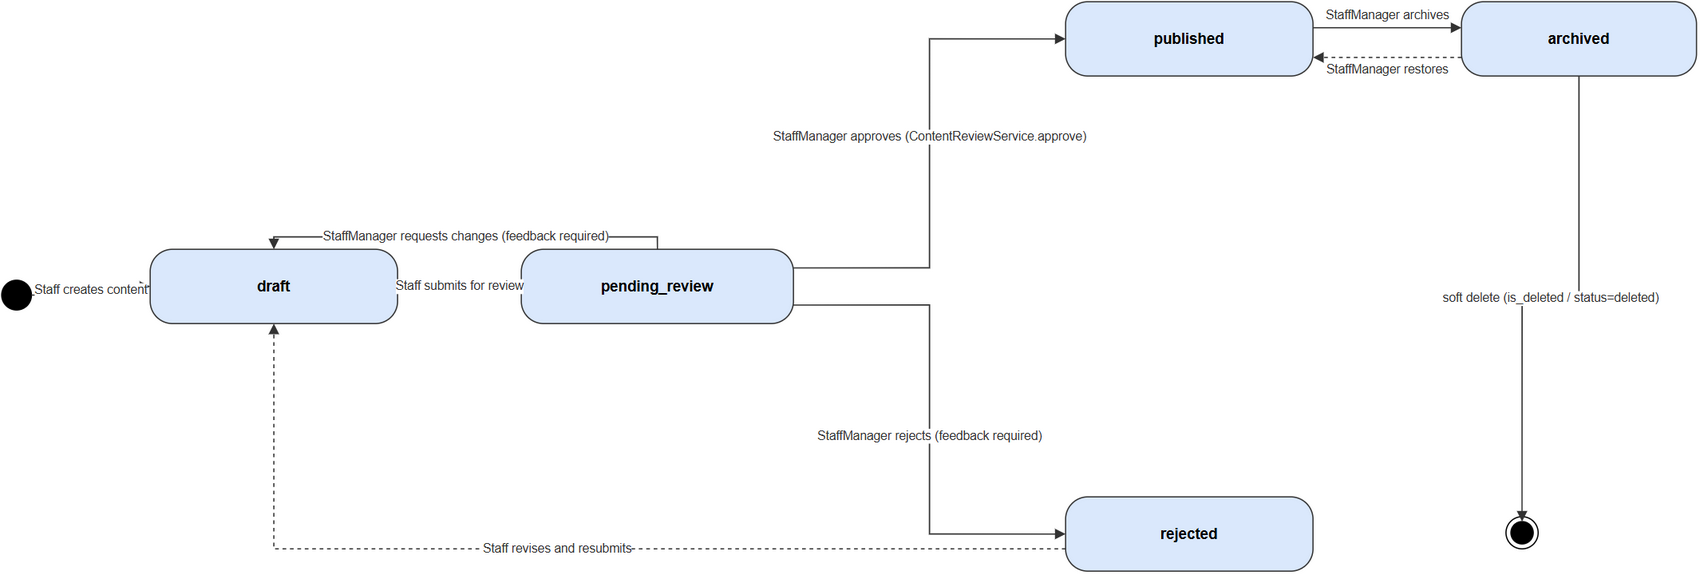 StaffManager archives
published
archived
StaffManager restores
StaffManager approves (ContentReviewService.approve)
StaffManager requests changes (feedback required)
Staff creates content
draft
Staff submits for review
pending_review
soft delete (is_deleted / status=deleted)
StaffManager rejects (feedback required)
rejected
Staff revises and resubmits